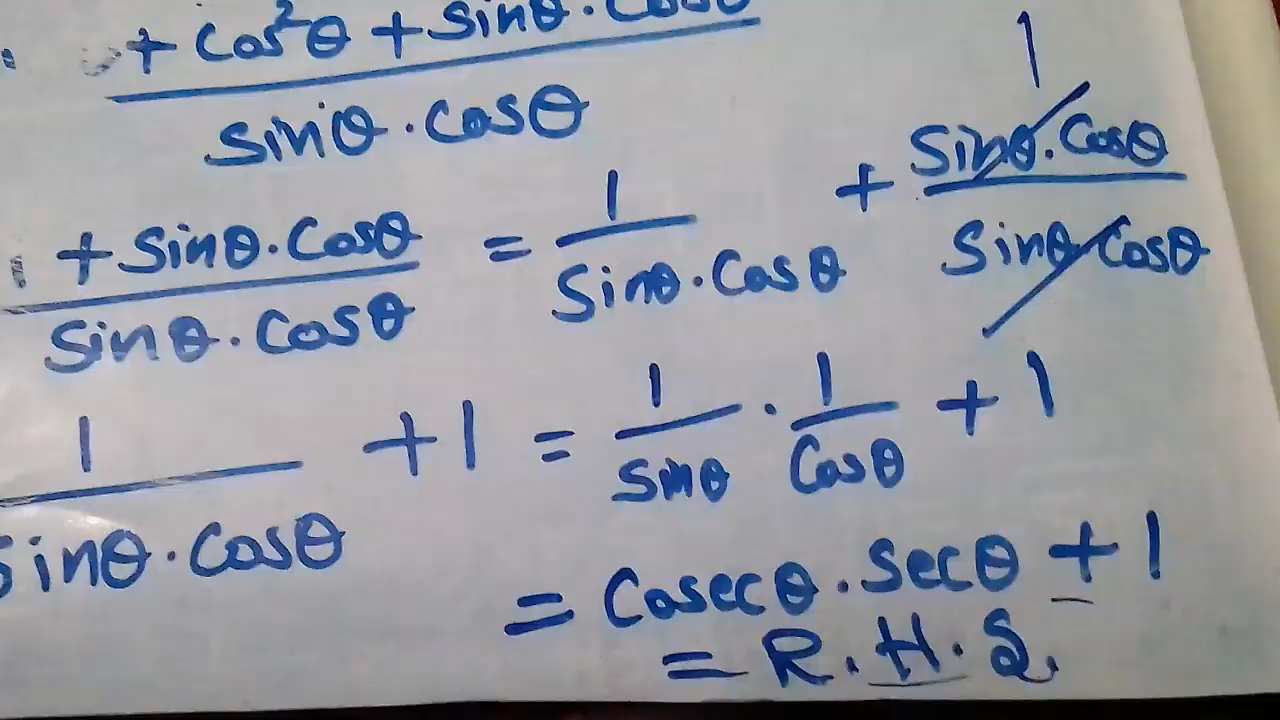 + cos²θ + sinθ·cosθ
sinθ·cosθ
+ sinθ·cosθ / sinθ·cosθ = 1 / sinθ·cosθ + sinθ·cosθ / sinθ cosθ 1
1 / sinθ·cosθ + 1 = 1/sinθ · 1/cosθ + 1
= Cosecθ·secθ + 1
= R.H.S.